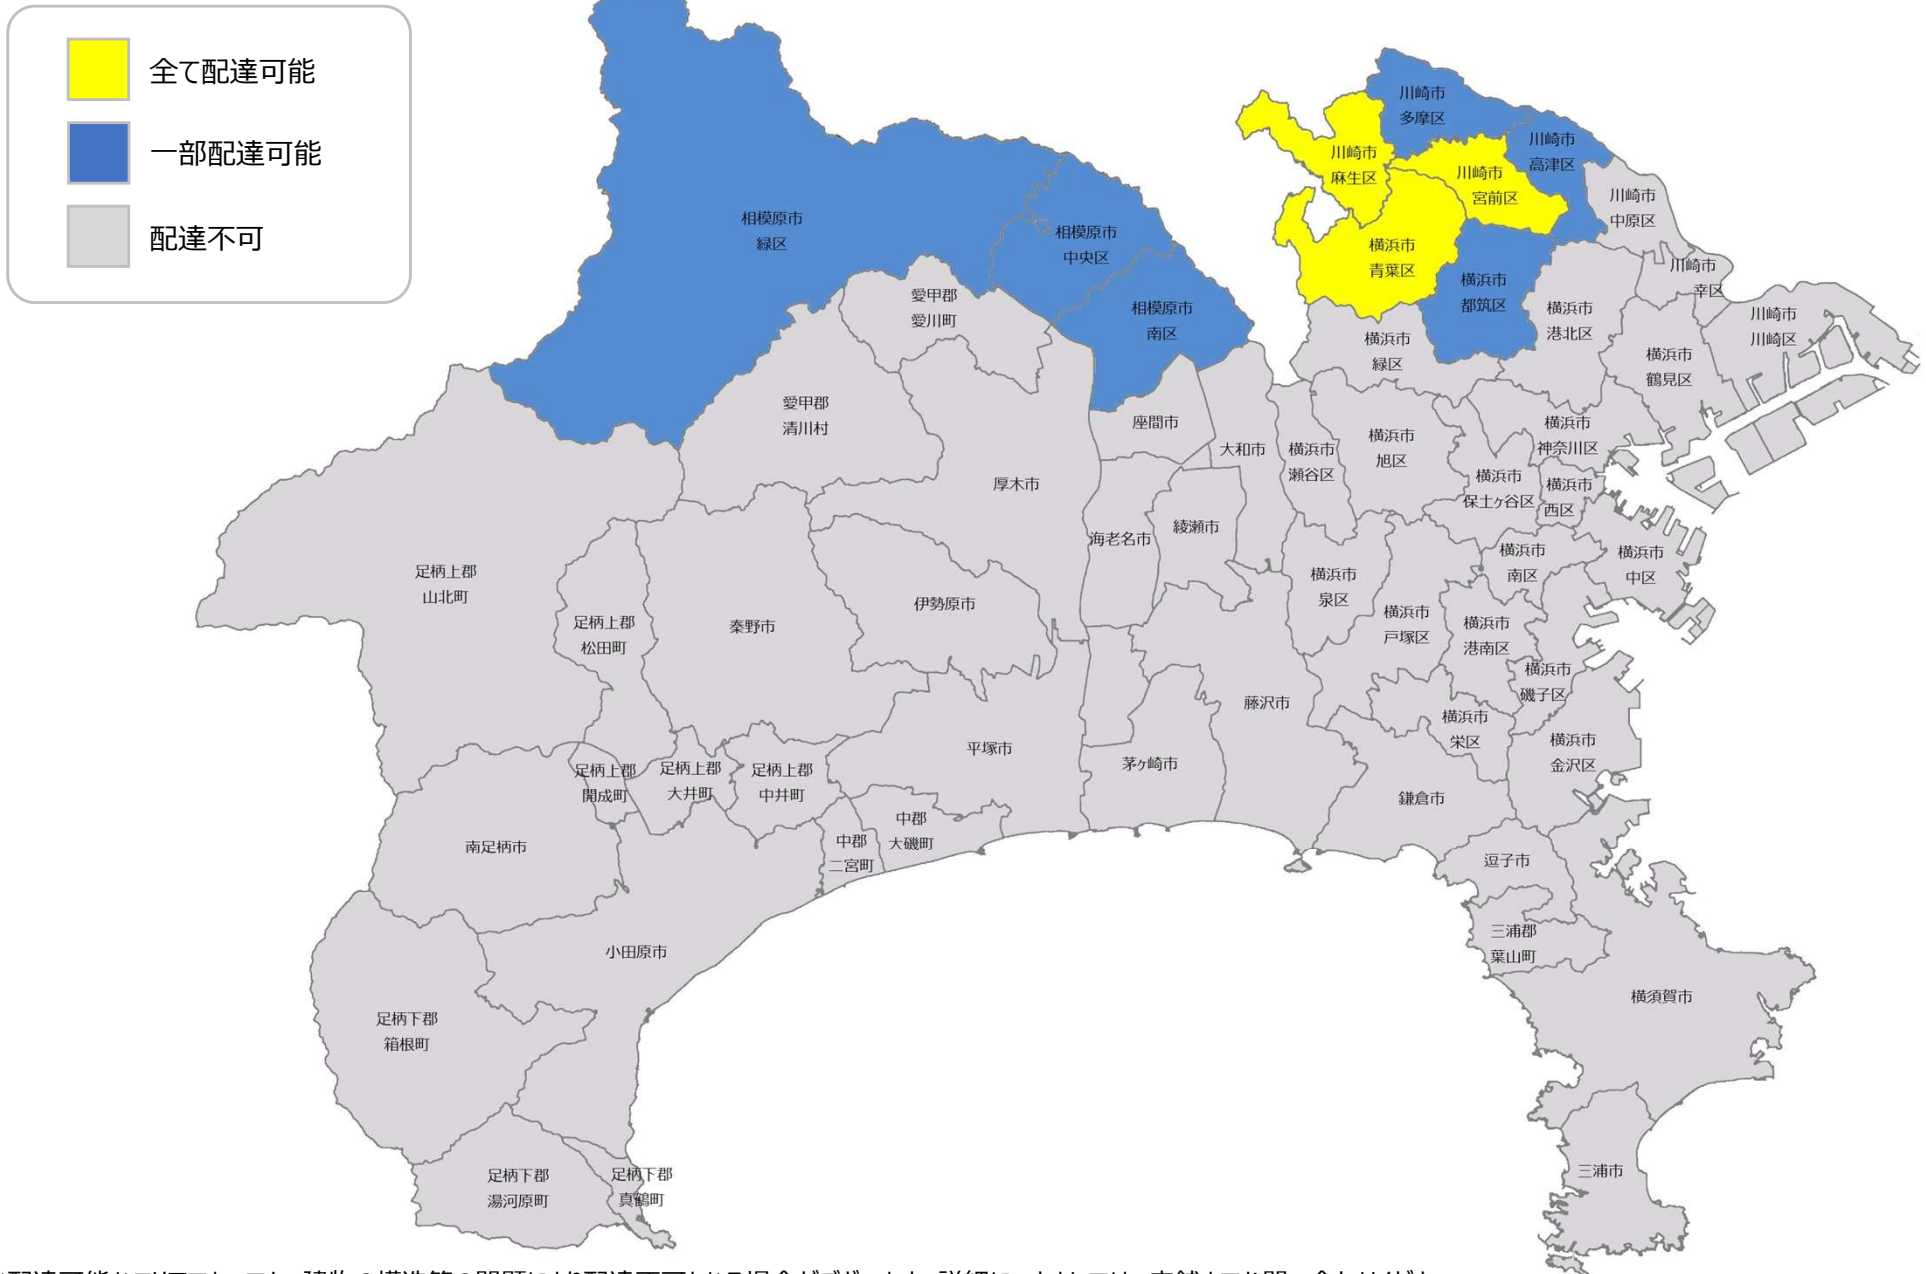 全て配達可能
一部配達可能
配達不可
川崎市
多摩区
川崎市
高津区
川崎市
麻生区
川崎市
宮前区
川崎市
中原区
相模原市
緑区
相模原市
中央区
横浜市
青葉区
川崎市
幸区
横浜市
都筑区
愛甲郡
愛川町
相模原市
南区
横浜市
港北区
川崎市
川崎区
横浜市
緑区
横浜市
鶴見区
愛甲郡
清川村
座間市
大和市
横浜市
瀬谷区
横浜市
旭区
横浜市
神奈川区
横浜市
保土ヶ谷区
横浜市
西区
厚木市
海老名市
綾瀬市
横浜市
南区
横浜市
中区
足柄上郡
山北町
横浜市
泉区
伊勢原市
足柄上郡
松田町
秦野市
横浜市
戸塚区
横浜市
港南区
横浜市
磯子区
藤沢市
横浜市
栄区
平塚市
茅ヶ崎市
横浜市
金沢区
足柄上郡
開成町
足柄上郡
大井町
足柄上郡
中井町
鎌倉市
中郡
大磯町
中郡
二宮町
南足柄市
逗子市
三浦郡
葉山町
小田原市
横須賀市
足柄下郡
箱根町
三浦市
足柄下郡
湯河原町
足柄下郡
真鶴町